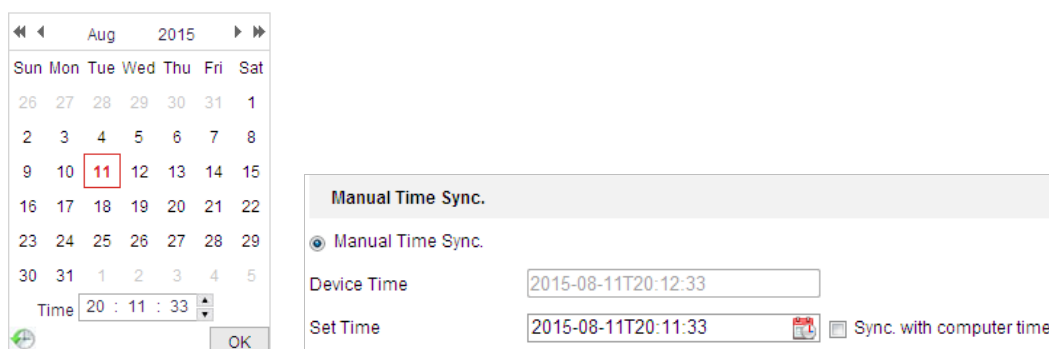 Aug 2015
Sun Mon Tue Wed Thu Fri Sat
26 27 28 29 30 31 1
2 3 4 5 6 7 8
9 10 11 12 13 14 15
16 17 18 19 20 21 22
23 24 25 26 27 28 29
30 31 1 2 3 4 5
Time 20 : 11 : 33
OK
Manual Time Sync.
Manual Time Sync.
Device Time 2015-08-11T20:12:33
Set Time 2015-08-11T20:11:33 Sync. with computer time